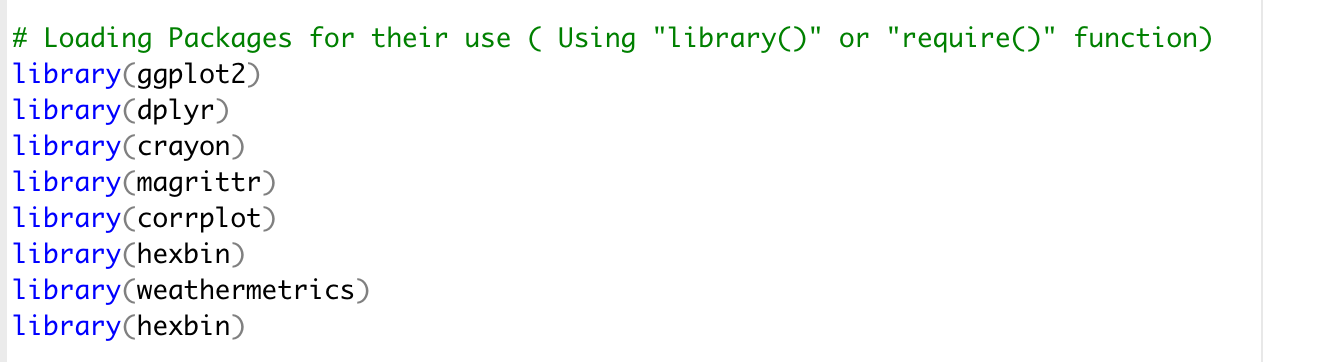 # Loading Packages for their use ( Using "library()" or "require()" function)
library(ggplot2)
library(dplyr)
library(crayon)
library(magrittr)
library(corrplot)
library(hexbin)
library(weathermetrics)
library(hexbin)